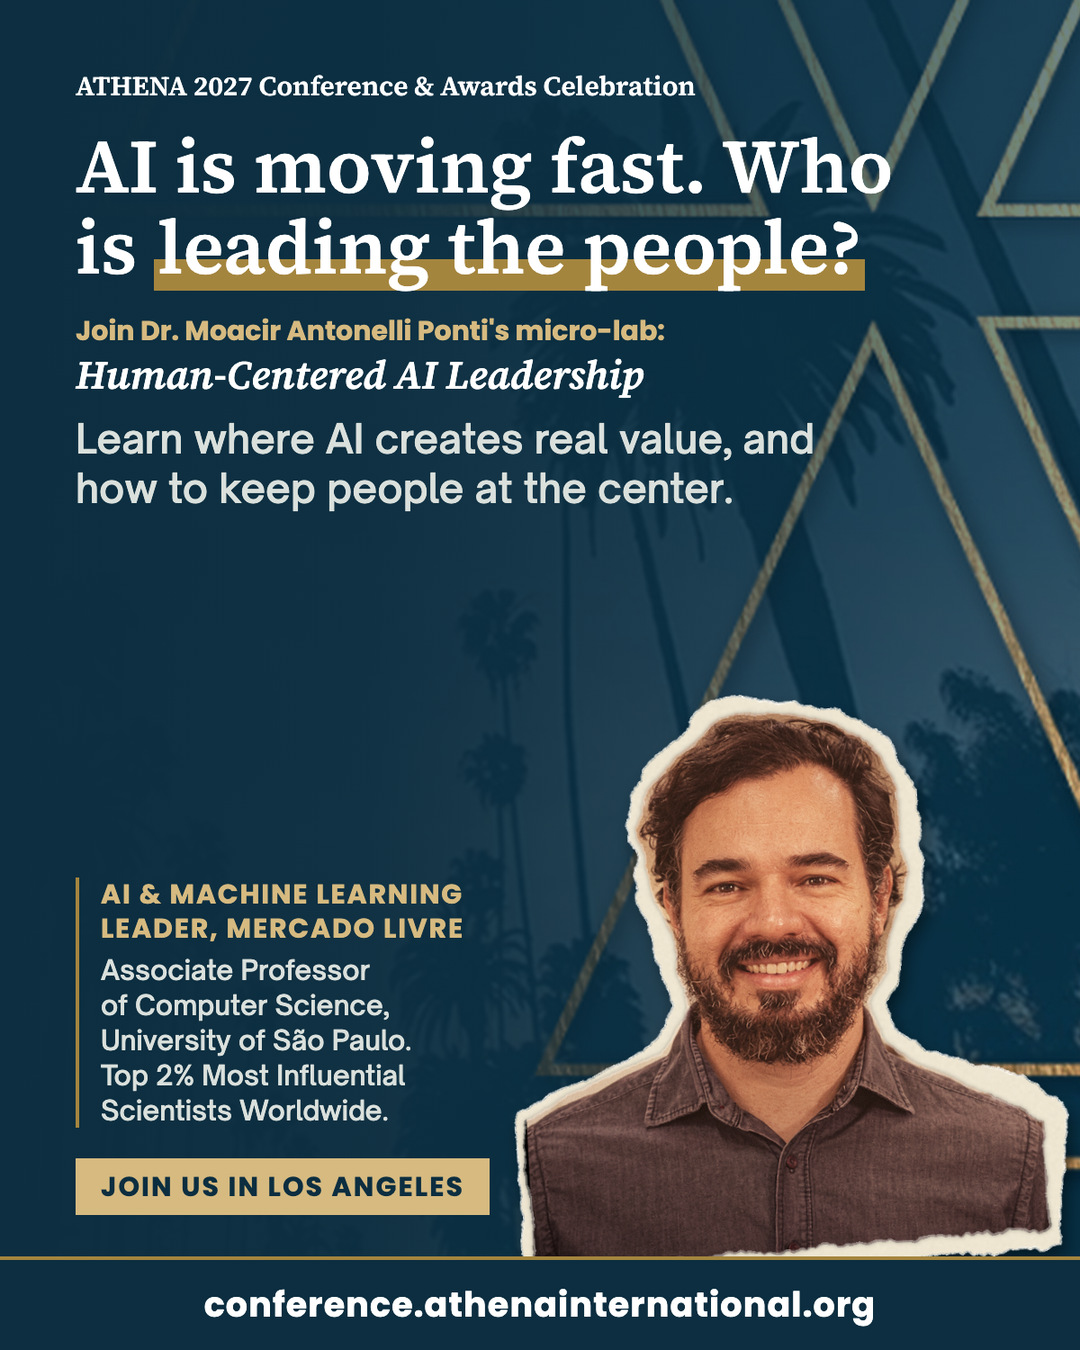 ATHENA 2027 Conference & Awards Celebration
AI is moving fast. Who
is leading the people?
Join Dr. Moacir Antonelli Ponti's micro-lab:
Human-Centered AI Leadership
Learn where AI creates real value, and
how to keep people at the center.
AI & MACHINE LEARNING
LEADER, MERCADO LIVRE
Associate Professor
of Computer Science,
University of São Paulo.
Top 2% Most Influential
Scientists Worldwide.
JOIN US IN LOS ANGELES
conference.athenainternational.org